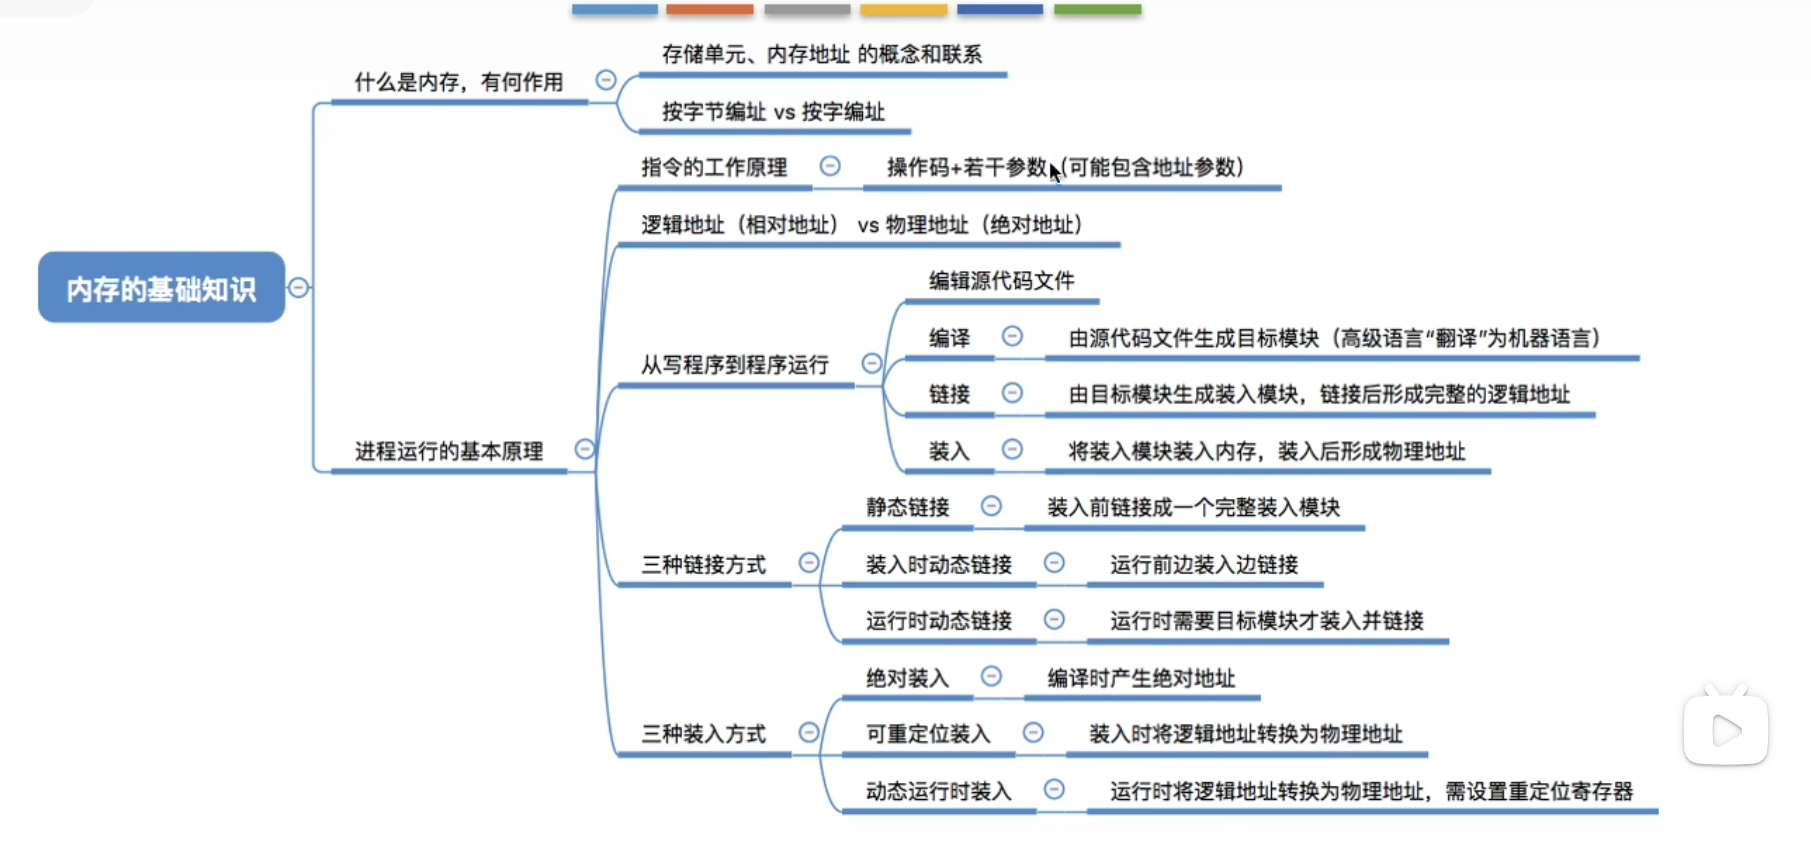 内存的基础知识
什么是内存，有何作用
存储单元、内存地址 的概念和联系
按字节编址 vs 按字编址
进程运行的基本原理
指令的工作原理
操作码+若干参数（可能包含地址参数）
逻辑地址（相对地址） vs 物理地址（绝对地址）
从写程序到程序运行
编辑源代码文件
编译
由源代码文件生成目标模块（高级语言“翻译”为机器语言）
链接
由目标模块生成装入模块，链接后形成完整的逻辑地址
装入
将装入模块装入内存，装入后形成物理地址
三种链接方式
静态链接
装入前链接成一个完整装入模块
装入时动态链接
运行前边装入边链接
运行时动态链接
运行时需要目标模块才装入并链接
三种装入方式
绝对装入
编译时产生绝对地址
可重定位装入
装入时将逻辑地址转换为物理地址
动态运行时装入
运行时将逻辑地址转换为物理地址，需设置重定位寄存器